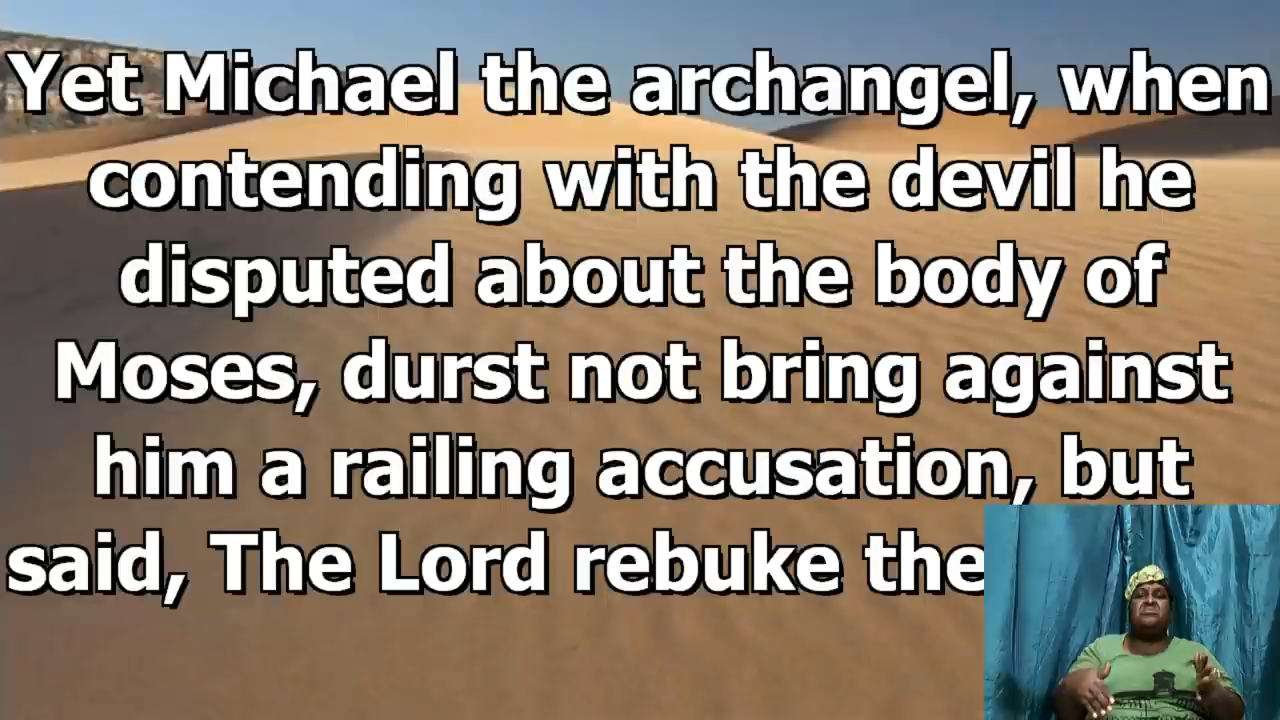 Yet Michael the archangel, when
contending with the devil he
disputed about the body of
Moses, durst not bring against
him a railing accusation, but
said, The Lord rebuke the